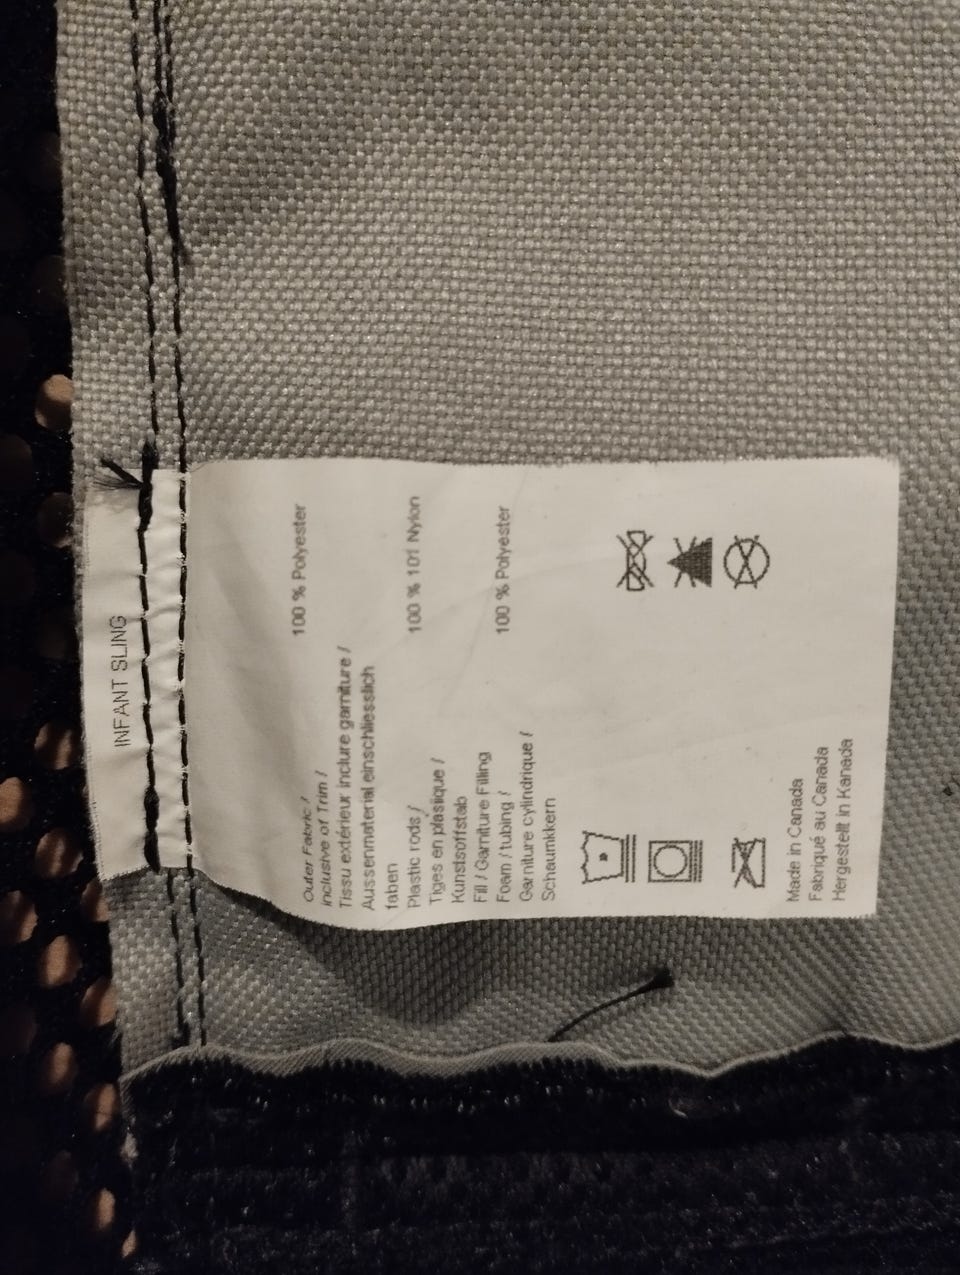 INFANT SLING
Outer Fabric /
inclusive of Trim / 100 % Polyester
Tissu extérieur inclure garniture /
Aussenmaterial einschliesslich
faben
Plastic rods / 100 % 101 Nylon
Tiges en plastique /
Kunstsoffstab
Fill / Garniture Filling
Foam / tubing / 100 % Polyester
Garniture cylindrique /
Schaumkkern
Made in Canada
Fabriqué au Canada
Hergestellt in Kanada